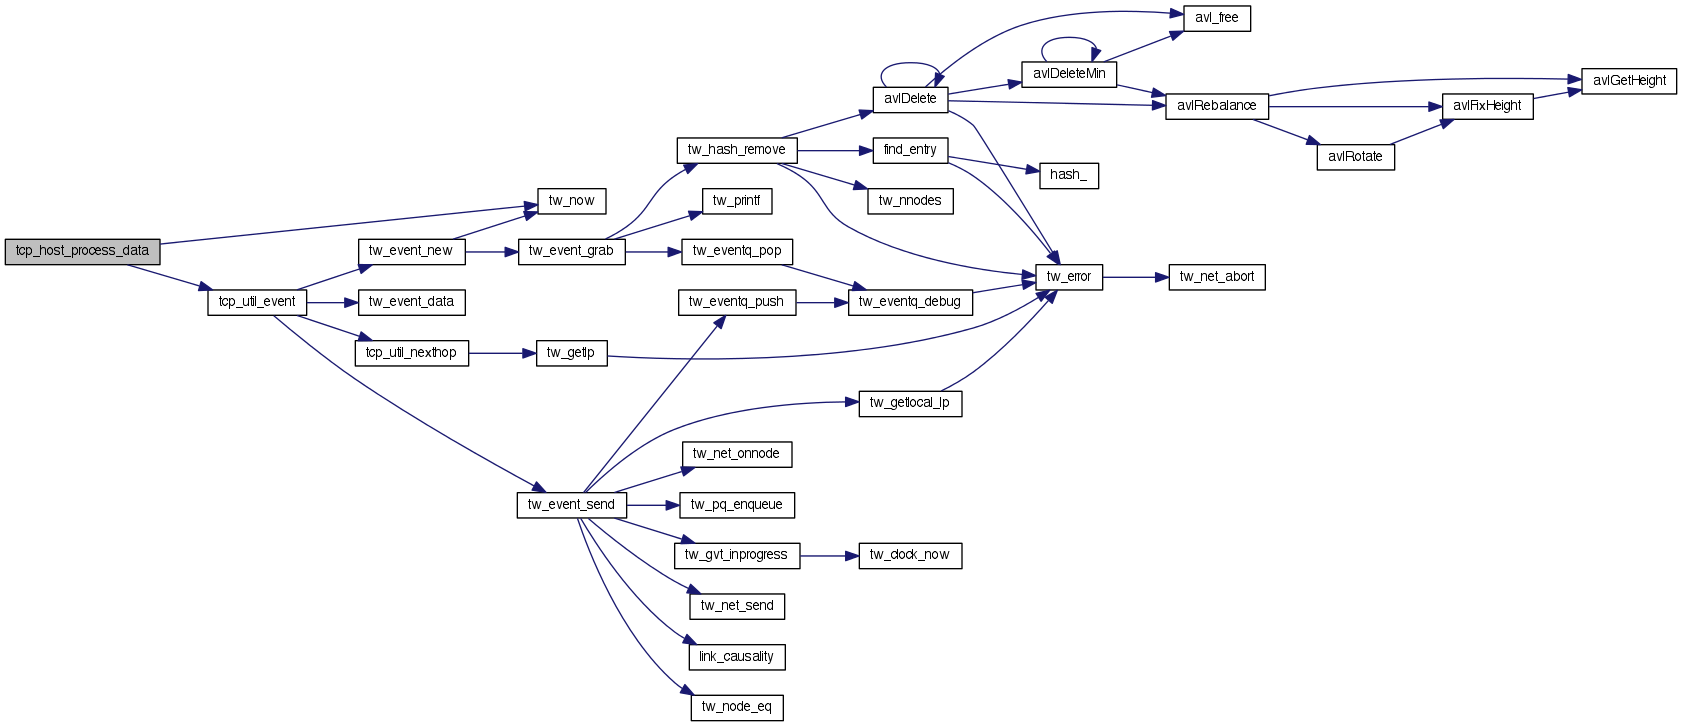 avl_free
avlDeleteMin
avlGetHeight
avlDelete
avlRebalance
avlFixHeight
tw_hash_remove
find_entry
avlRotate
hash_
tw_now
tw_printf
tw_nnodes
tcp_host_process_data
tw_event_new
tw_event_grab
tw_eventq_pop
tw_error
tw_net_abort
tcp_util_event
tw_event_data
tw_eventq_push
tw_eventq_debug
tcp_util_nexthop
tw_getlp
tw_getlocal_lp
tw_net_onnode
tw_event_send
tw_pq_enqueue
tw_gvt_inprogress
tw_clock_now
tw_net_send
link_causality
tw_node_eq